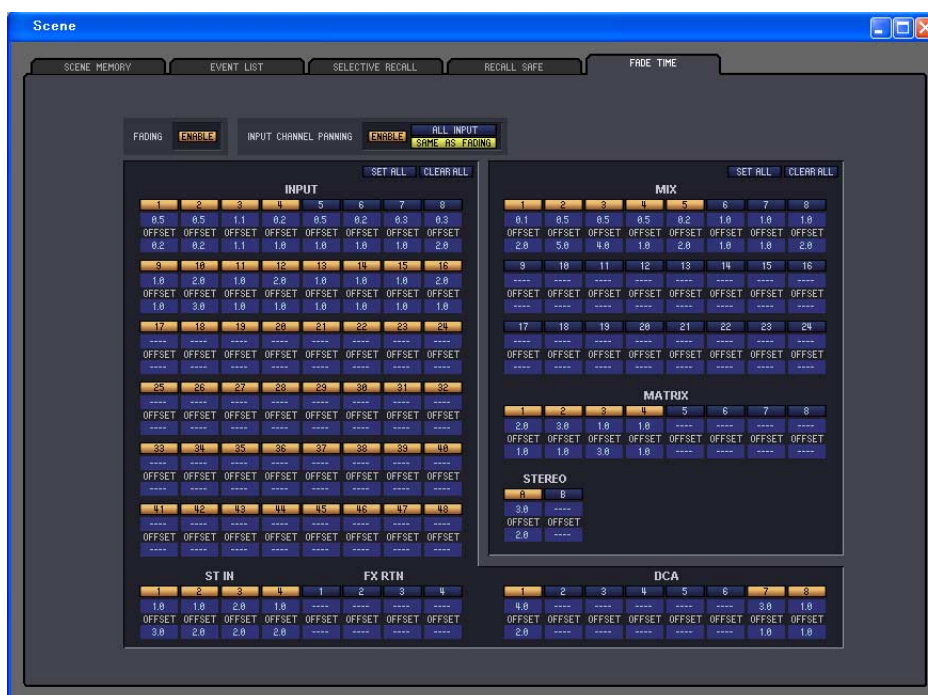 Scene
SCENE MEMORY EVENT LIST SELECTIVE RECALL RECALL SAFE FADE TIME
FADING ENABLE INPUT CHANNEL PANNING ENABLE ALL INPUT
SAME AS FADING
SET ALL CLEAR ALL
INPUT
1 2 3 4 5 6 7 8
0.5 0.5 1.1 0.2 0.5 0.2 0.3 0.3
OFFSET OFFSET OFFSET OFFSET OFFSET OFFSET OFFSET OFFSET
0.2 0.2 1.1 1.0 1.0 1.0 1.0 2.0
9 10 11 12 13 14 15 16
1.0 2.0 1.0 2.0 1.0 1.0 1.0 2.0
OFFSET OFFSET OFFSET OFFSET OFFSET OFFSET OFFSET OFFSET
1.0 3.0 1.0 1.0 1.0 1.0 1.0 1.0
17 18 19 20 21 22 23 24
---- ---- ---- ---- ---- ---- ---- ----
OFFSET OFFSET OFFSET OFFSET OFFSET OFFSET OFFSET OFFSET
---- ---- ---- ---- ---- ---- ---- ----
25 26 27 28 29 30 31 32
---- ---- ---- ---- ---- ---- ---- ----
OFFSET OFFSET OFFSET OFFSET OFFSET OFFSET OFFSET OFFSET
---- ---- ---- ---- ---- ---- ---- ----
33 34 35 36 37 38 39 40
---- ---- ---- ---- ---- ---- ---- ----
OFFSET OFFSET OFFSET OFFSET OFFSET OFFSET OFFSET OFFSET
---- ---- ---- ---- ---- ---- ---- ----
41 42 43 44 45 46 47 48
---- ---- ---- ---- ---- ---- ---- ----
OFFSET OFFSET OFFSET OFFSET OFFSET OFFSET OFFSET OFFSET
---- ---- ---- ---- ---- ---- ---- ----
SET ALL CLEAR ALL
MIX
1 2 3 4 5 6 7 8
0.1 0.5 0.5 0.5 0.2 1.0 1.0 1.0
OFFSET OFFSET OFFSET OFFSET OFFSET OFFSET OFFSET OFFSET
2.0 5.0 4.0 1.0 2.0 1.0 1.0 2.0
9 10 11 12 13 14 15 16
---- ---- ---- ---- ---- ---- ---- ----
OFFSET OFFSET OFFSET OFFSET OFFSET OFFSET OFFSET OFFSET
---- ---- ---- ---- ---- ---- ---- ----
17 18 19 20 21 22 23 24
---- ---- ---- ---- ---- ---- ---- ----
OFFSET OFFSET OFFSET OFFSET OFFSET OFFSET OFFSET OFFSET
---- ---- ---- ---- ---- ---- ---- ----
MATRIX
1 2 3 4 5 6 7 8
2.0 3.0 1.0 1.0 ---- ---- ---- ----
OFFSET OFFSET OFFSET OFFSET OFFSET OFFSET OFFSET OFFSET
1.0 1.0 3.0 1.0 ---- ---- ---- ----
STEREO
A B
3.0 ----
OFFSET OFFSET
2.0 ----
ST IN FX RTN
1 2 3 4 1 2 3 4
1.0 1.0 2.0 1.0 ---- ---- ---- ----
OFFSET OFFSET OFFSET OFFSET OFFSET OFFSET OFFSET OFFSET
3.0 2.0 2.0 2.0 ---- ---- ---- ----
DCA
1 2 3 4 5 6 7 8
4.0 ---- ---- ---- ---- ---- 3.0 1.0
OFFSET OFFSET OFFSET OFFSET OFFSET OFFSET OFFSET OFFSET
2.0 ---- ---- ---- ---- ---- 1.0 1.0